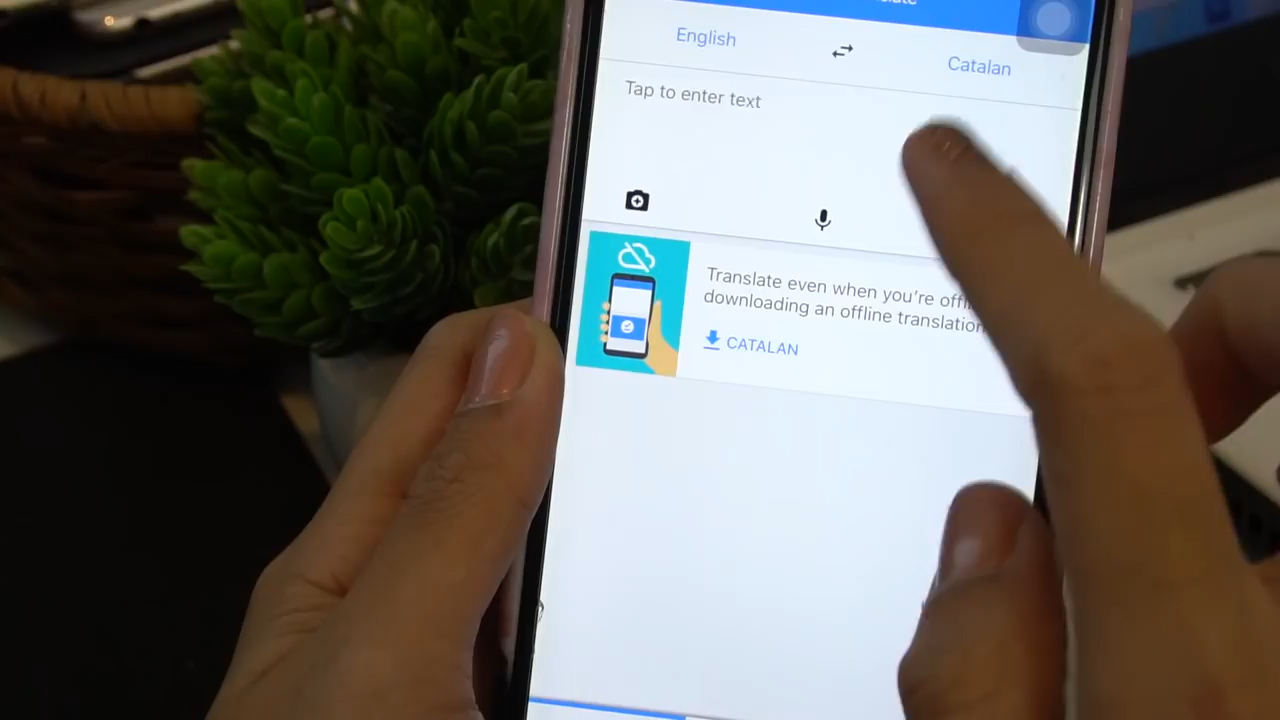 English
Catalan
Tap to enter text
Translate even when you're
downloading an offline translation
CATALAN